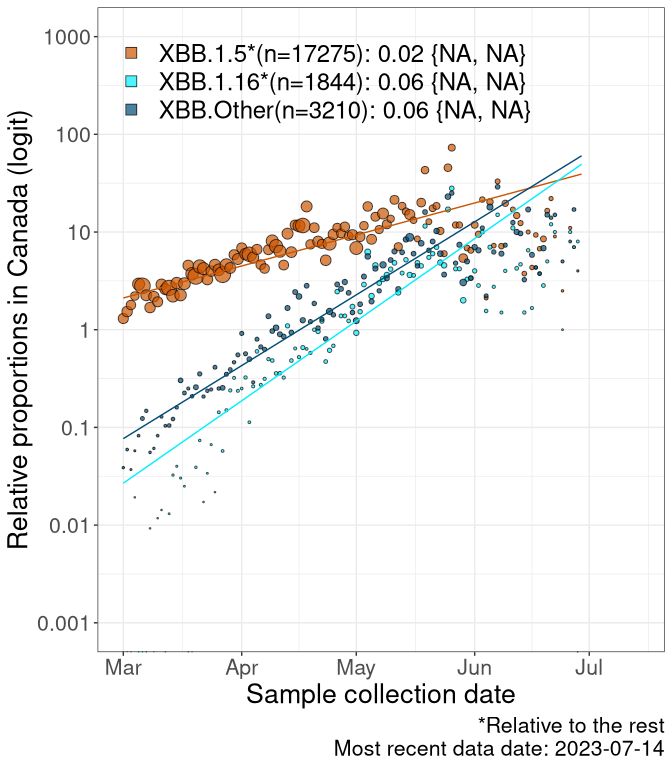 Relative proportions in Canada (logit)
1000
100
10
1
0.1
0.01
0.001
XBB.1.5*(n=17275): 0.02 {NA, NA}
XBB.1.16*(n=1844): 0.06 {NA, NA}
XBB.Other(n=3210): 0.06 {NA, NA}
Mar Apr May Jun Jul
Sample collection date
*Relative to the rest
Most recent data date: 2023-07-14